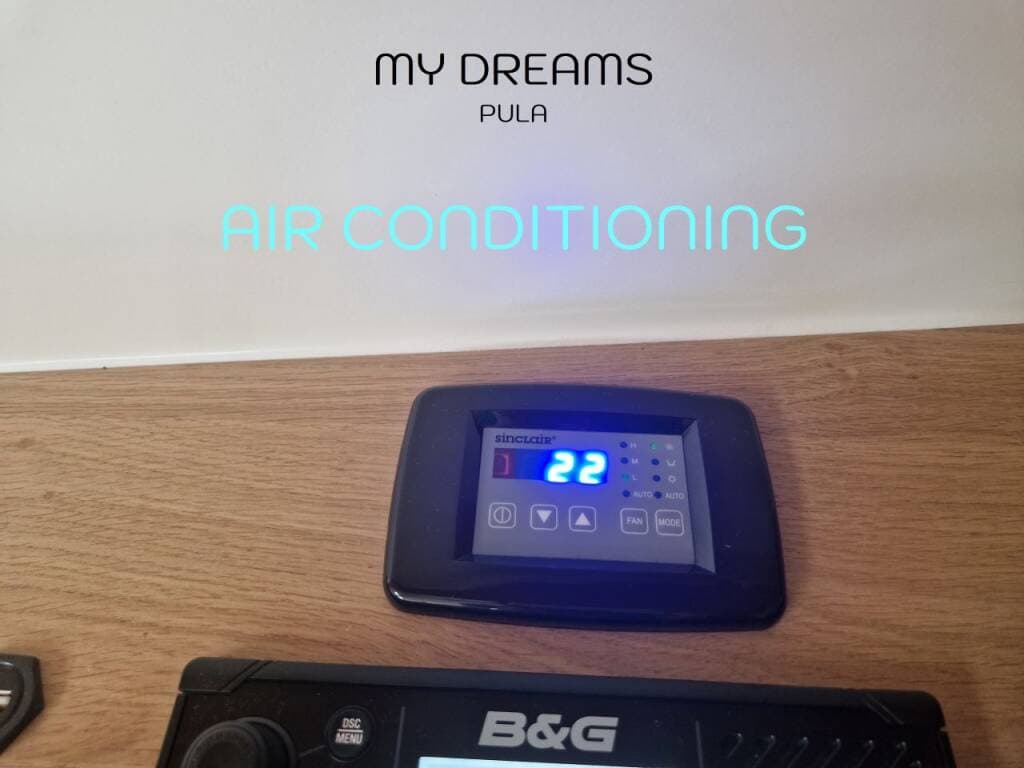 MY DREAMS
PULA
AIR CONDITIONING
sinclair®
22
H
M
L
AUTO AUTO
FAN MODE
DSC
MENU
B&G